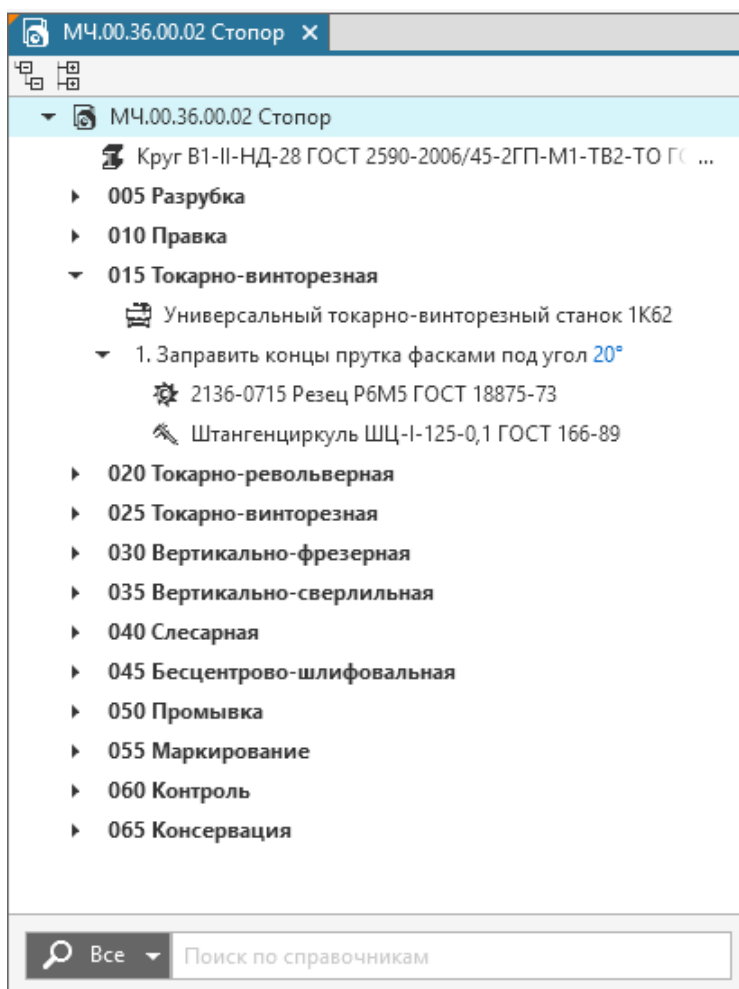 МЧ.00.36.00.02 Стопор
МЧ.00.36.00.02 Стопор
Круг В1-II-НД-28 ГОСТ 2590-2006/45-2ГП-М1-ТВ2-ТО Г ...
005 Разрубка
010 Правка
015 Токарно-винторезная
Универсальный токарно-винторезный станок 1К62
1. Заправить концы прутка фасками под угол 20°
2136-0715 Резец Р6М5 ГОСТ 18875-73
Штангенциркуль ШЦ-I-125-0,1 ГОСТ 166-89
020 Токарно-револьверная
025 Токарно-винторезная
030 Вертикально-фрезерная
035 Вертикально-сверлильная
040 Слесарная
045 Бесцентрово-шлифовальная
050 Промывка
055 Маркирование
060 Контроль
065 Консервация
Все Поиск по справочникам